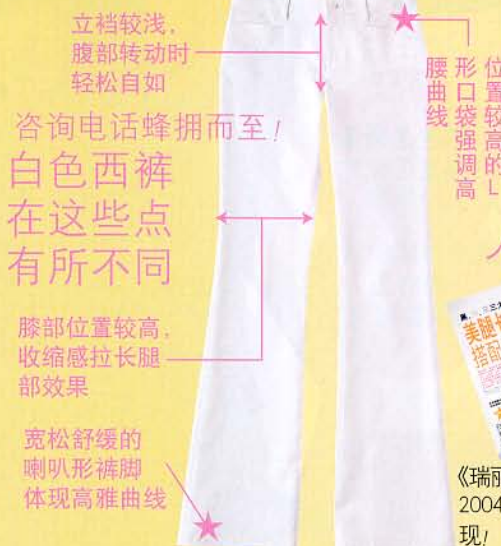 立裆较浅，
腹部转动时
轻松自如
咨询电话蜂拥而至！
白色西裤
在这些点
有所不同
膝部位置较高，
收缩感拉长腿
部效果
宽松舒缓的
喇叭形裤脚
体现高雅曲线
位置较高的L
形口袋强调高
腰曲线
美腿
搭配
《瑞丽
2004
现！